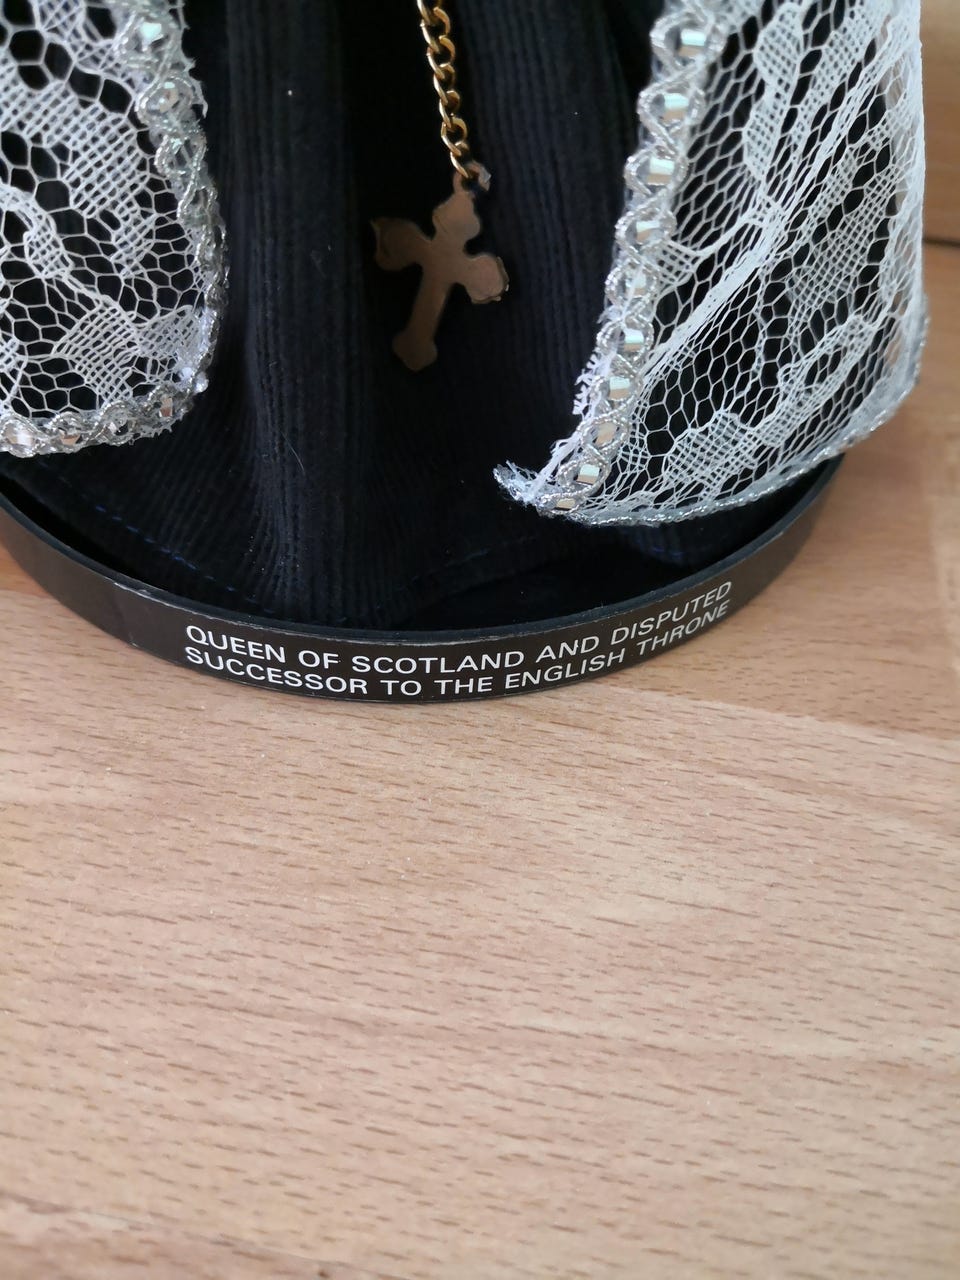 QUEEN OF SCOTLAND AND DISPUTED
SUCCESSOR TO THE ENGLISH THRONE